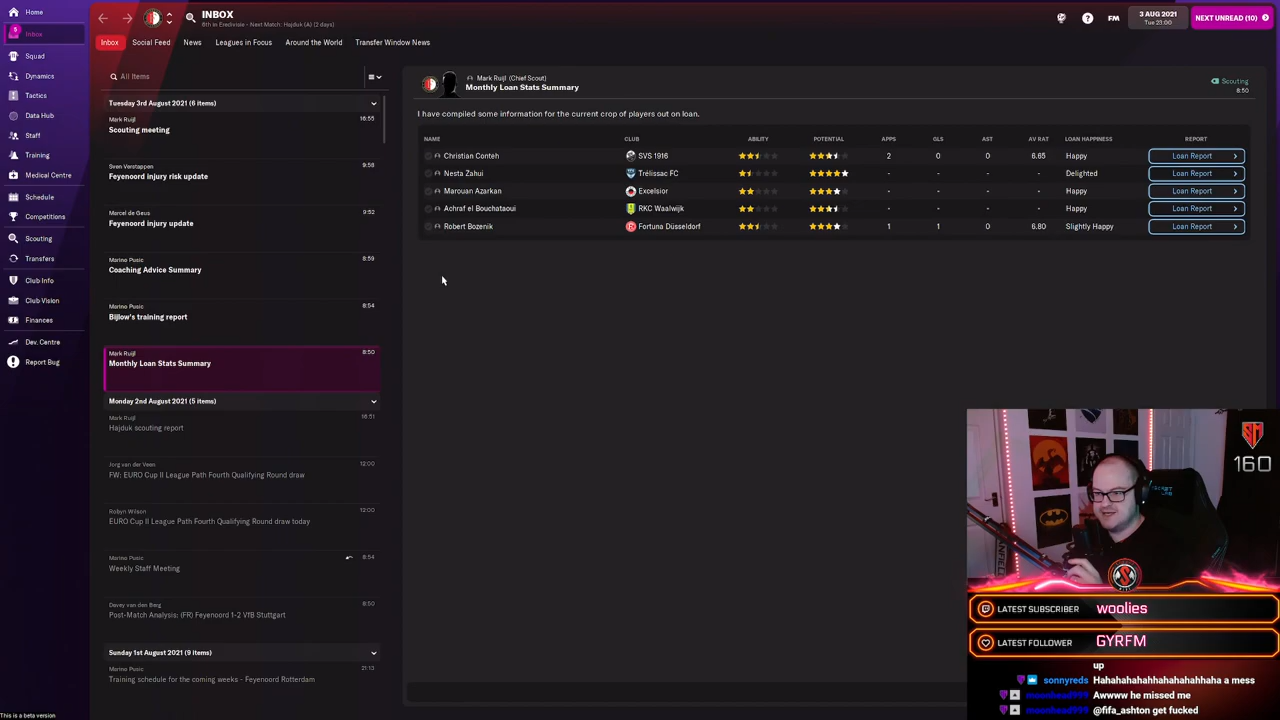 Home
5
Inbox
Squad
Dynamics
Tactics
Data Hub
Staff
Training
Medical Centre
Schedule
Competitions
Scouting
Transfers
Club Info
Club Vision
Finances
Dev. Centre
Report Bug
This is a beta version
INBOX
6th in Eredivisie - Next Match: Hajduk (A) (2 days)
FM
3 AUG 2021
Tue 23:00
NEXT UNREAD (10)
Inbox
Social Feed
News
Leagues in Focus
Around the World
Transfer Window News
All Items
Tuesday 3rd August 2021 (6 items)
Mark Ruijl 16:55
Scouting meeting
Sven Verstappen 9:58
Feyenoord injury risk update
Marcel de Geus 9:52
Feyenoord injury update
Marino Pusic 8:59
Coaching Advice Summary
Marino Pusic 8:54
Bijlow's training report
Mark Ruijl 8:50
Monthly Loan Stats Summary
Monday 2nd August 2021 (5 items)
Mark Ruijl 16:51
Hajduk scouting report
Jorg van der Veen 12:00
FW: EURO Cup II League Path Fourth Qualifying Round draw
Robyn Wilson 12:00
EURO Cup II League Path Fourth Qualifying Round draw today
Marino Pusic 8:54
Weekly Staff Meeting
Davey van den Berg 8:50
Post-Match Analysis: (FR) Feyenoord 1-2 VfB Stuttgart
Sunday 1st August 2021 (9 items)
Marino Pusic 21:13
Training schedule for the coming weeks - Feyenoord Rotterdam
Mark Ruijl (Chief Scout)
Monthly Loan Stats Summary
Scouting
8:50
I have compiled some information for the current crop of players out on loan.
NAME CLUB ABILITY POTENTIAL APPS GLS AST AV RAT LOAN HAPPINESS REPORT
Christian Conteh SVS 1916 2 0 0 6.65 Happy Loan Report
Nesta Zahui Trélissac FC - - - - Delighted Loan Report
Marouan Azarkan Excelsior - - - - Happy Loan Report
Achraf el Bouchataoui RKC Waalwijk - - - - Happy Loan Report
Robert Bozenik Fortuna Düsseldorf 1 1 0 6.80 Slightly Happy Loan Report
160
LATEST SUBSCRIBER woolies
LATEST FOLLOWER GYRFM
up
sonnyreds Hahahahahahhahahahahha a mess
moonhead999 Awwww he missed me
moonhead999 @fifa_ashton get fucked